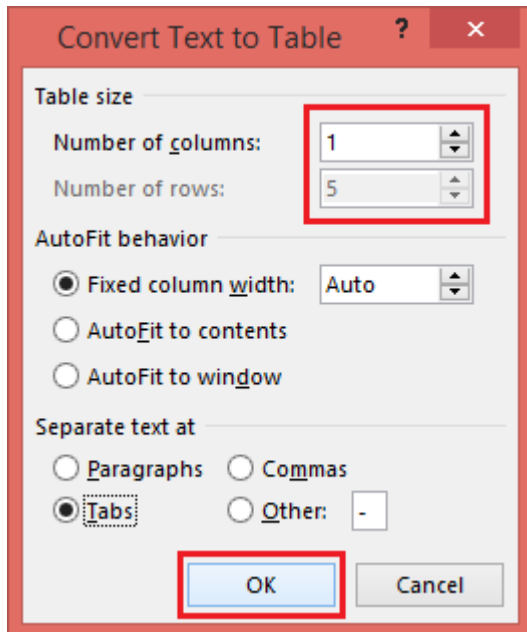 Convert Text to Table ? ×
Table size
Number of columns: 1
Number of rows: 5
AutoFit behavior
Fixed column width: Auto
AutoFit to contents
AutoFit to window
Separate text at
Paragraphs Commas
Tabs Other: -
OK Cancel